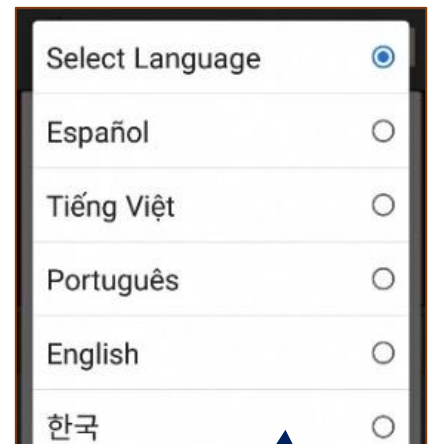 Select Language
Español
Tiếng Việt
Português
English
한국